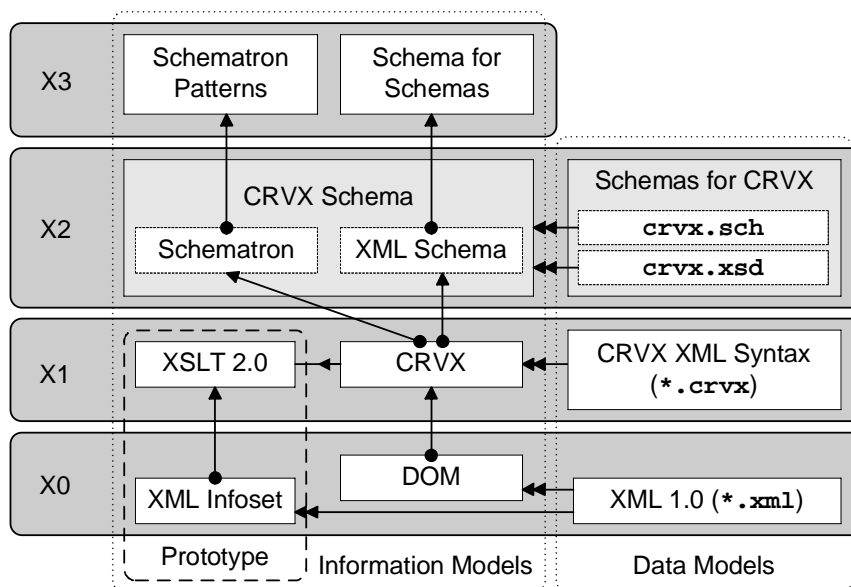 X3
Schematron
Patterns
Schema for
Schemas
X2
CRVX Schema
Schematron
XML Schema
Schemas for CRVX
crvx.sch
crvx.xsd
X1
XSLT 2.0
CRVX
CRVX XML Syntax
(*.crvx)
X0
XML Infoset
DOM
XML 1.0 (*.xml)
Prototype
Information Models
Data Models